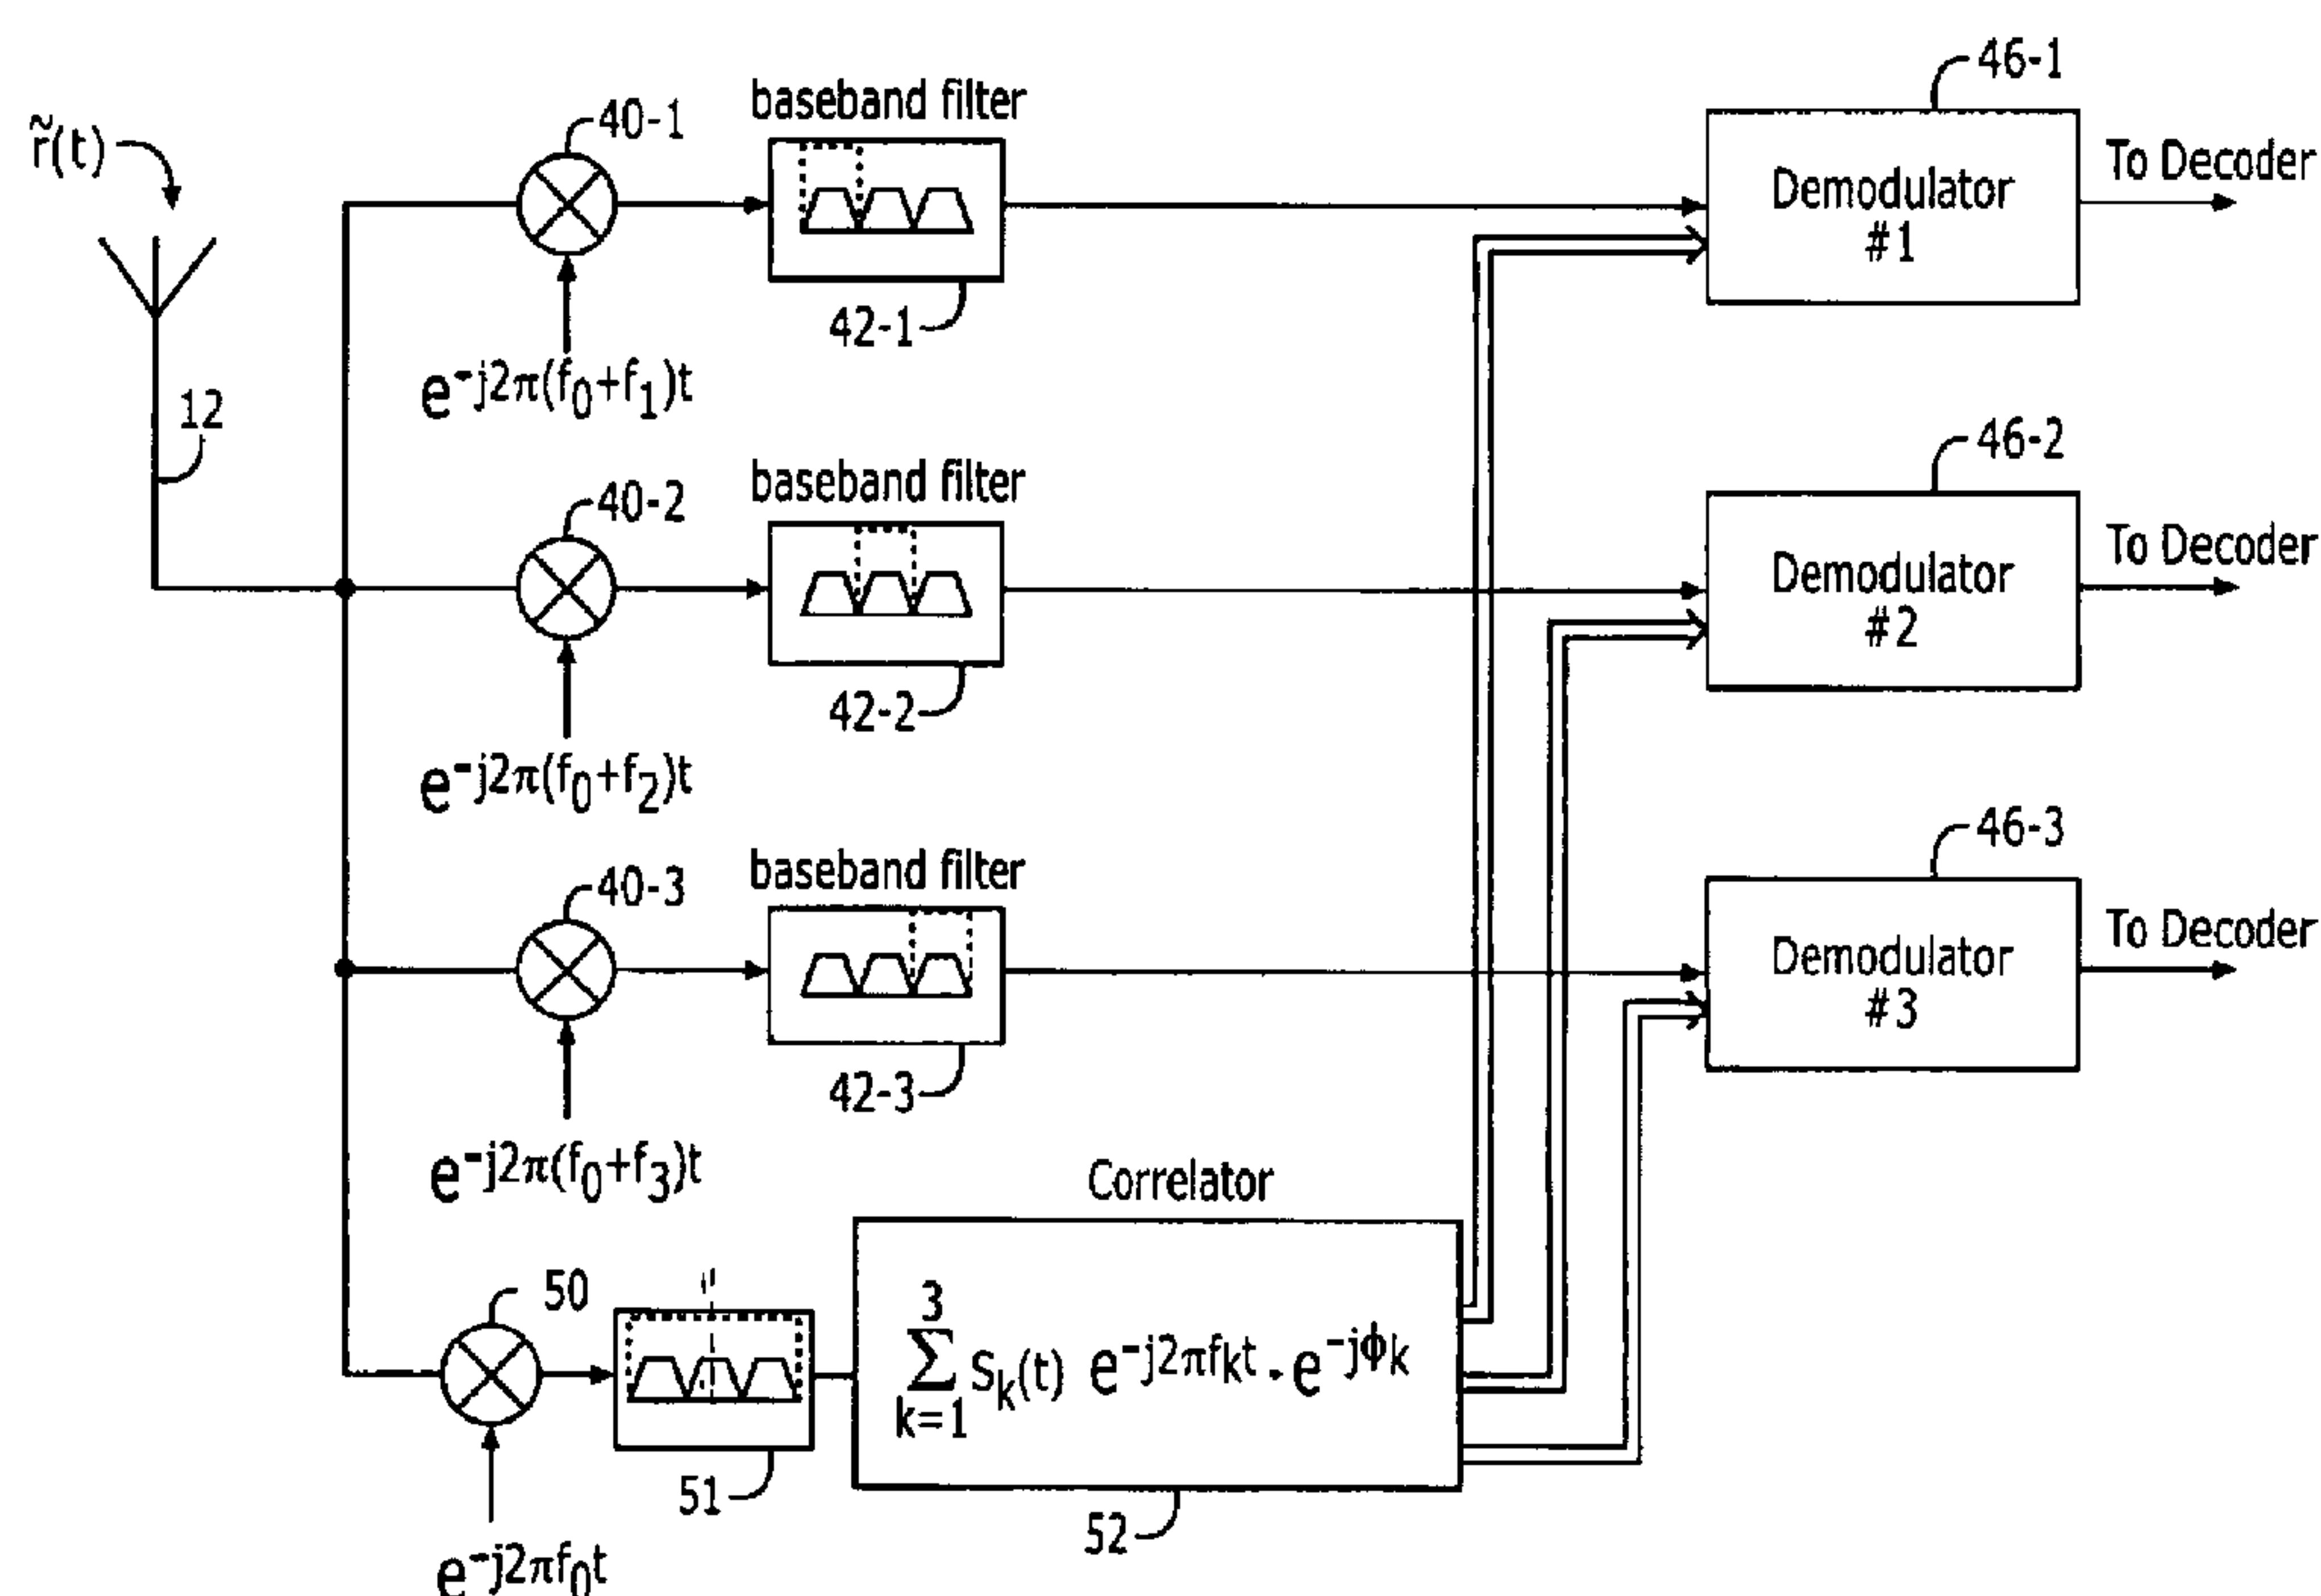 r̃(t)
12
40-1
e^-j2π(f₀+f₁)t
baseband filter
42-1
46-1
Demodulator
#1
To Decoder
40-2
e^-j2π(f₀+f₂)t
baseband filter
42-2
46-2
Demodulator
#2
To Decoder
40-3
e^-j2π(f₀+f₃)t
baseband filter
42-3
46-3
Demodulator
#3
To Decoder
50
e^-j2πf₀t
51
Correlator
3
Σ Sₖ(t) e^-j2πfₖt · e^-jϕₖ
k=1
52